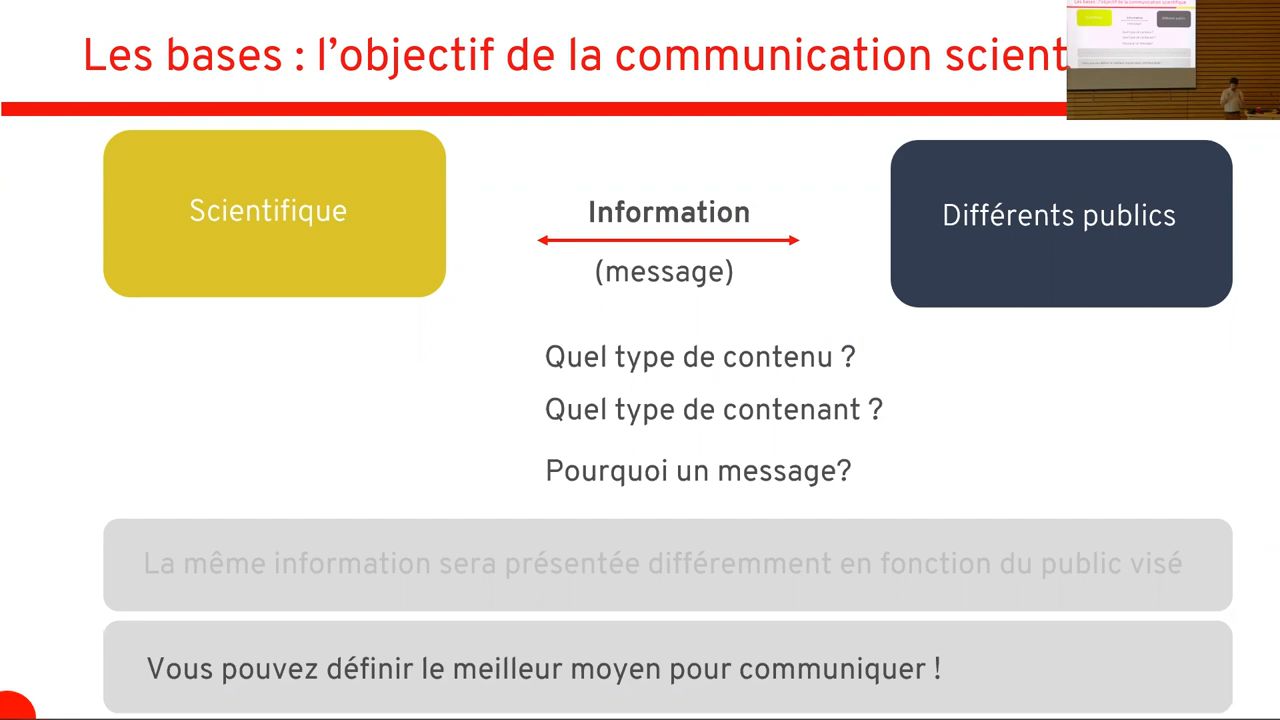 Les bases : l'objectif de la communication scient
Scientifique
Information
(message)
Différents publics
Quel type de contenu ?
Quel type de contenant ?
Pourquoi un message?
La même information sera présentée différemment en fonction du public visé
Vous pouvez définir le meilleur moyen pour communiquer !